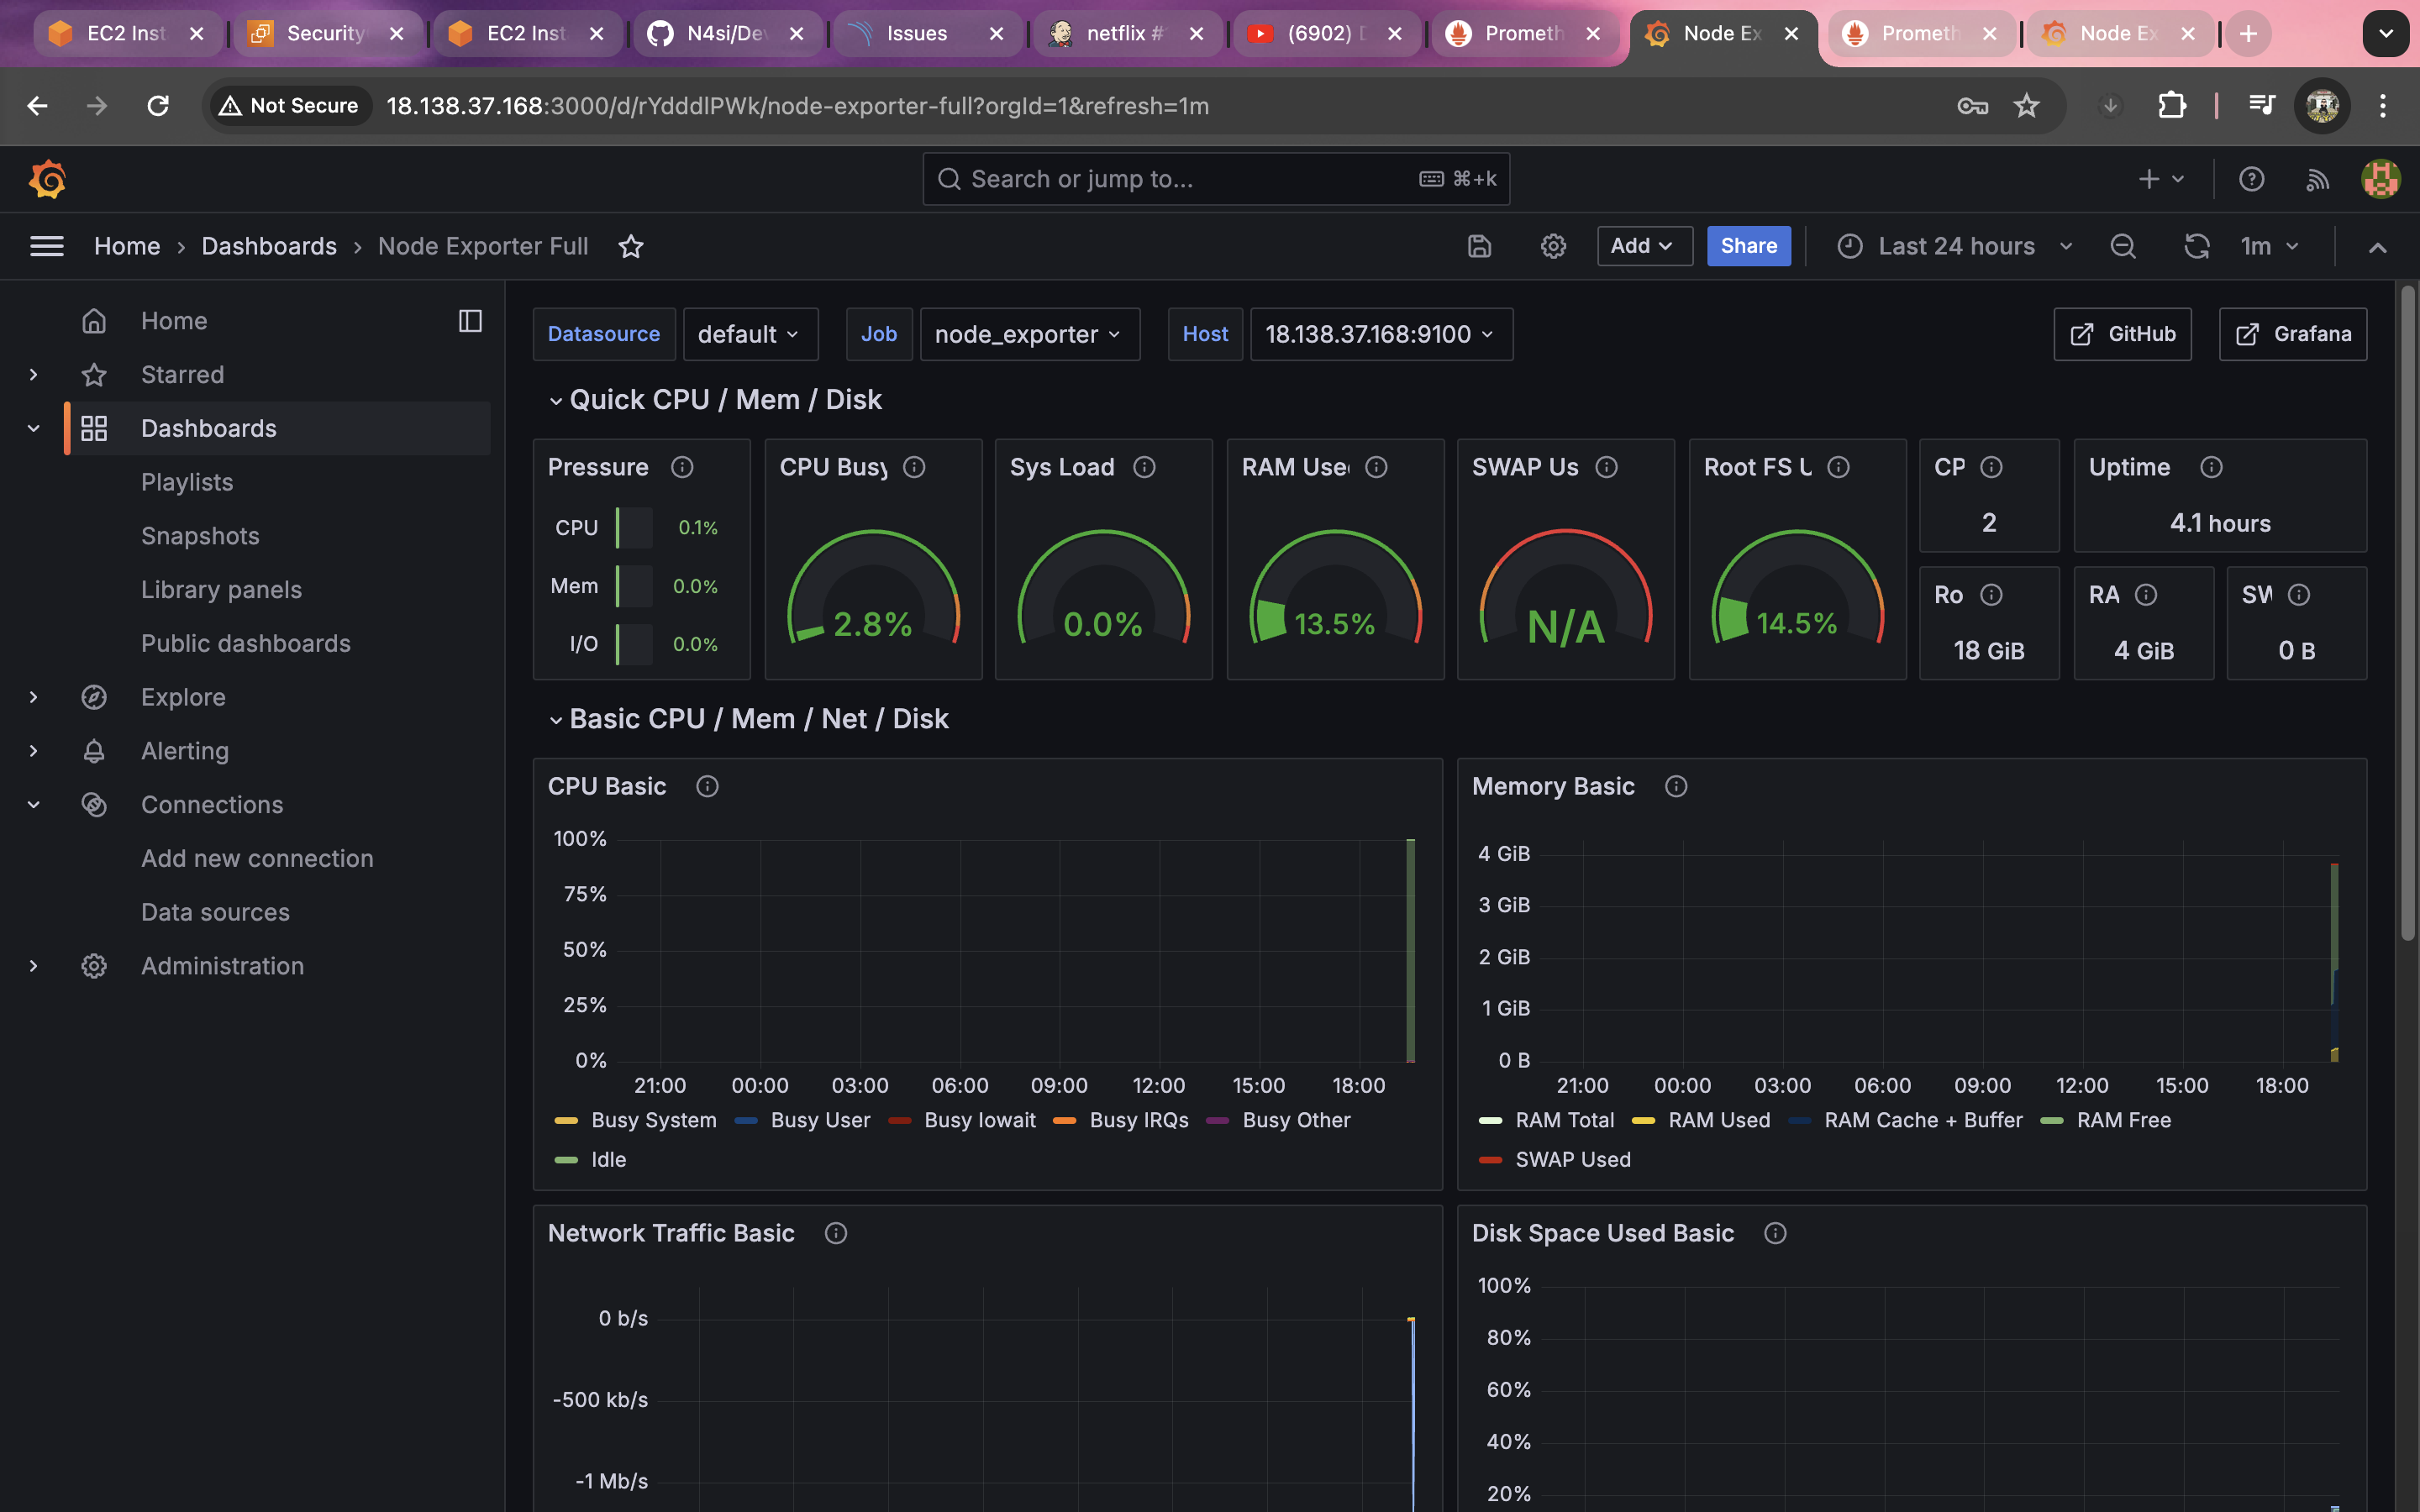 EC2 Inst
Security
EC2 Inst
N4si/Dev
Issues
netflix #
(6902) D
Prometh
Node Ex
Prometh
Node Ex
Not Secure 18.138.37.168:3000/d/rYdddlPWk/node-exporter-full?orgId=1&refresh=1m
Search or jump to... ⌘+k
Home › Dashboards › Node Exporter Full
Add Share Last 24 hours 1m
Home
Starred
Dashboards
Playlists
Snapshots
Library panels
Public dashboards
Explore
Alerting
Connections
Add new connection
Data sources
Administration
Datasource default Job node_exporter Host 18.138.37.168:9100 GitHub Grafana
Quick CPU / Mem / Disk
Pressure
CPU 0.1%
Mem 0.0%
I/O 0.0%
CPU Busy
2.8%
Sys Load
0.0%
RAM Use
13.5%
SWAP Us
N/A
Root FS U
14.5%
CP
2
Uptime
4.1 hours
Ro
18 GiB
RA
4 GiB
SW
0 B
Basic CPU / Mem / Net / Disk
CPU Basic
100%
75%
50%
25%
0%
21:00 00:00 03:00 06:00 09:00 12:00 15:00 18:00
Busy System Busy User Busy Iowait Busy IRQs Busy Other
Idle
Memory Basic
4 GiB
3 GiB
2 GiB
1 GiB
0 B
21:00 00:00 03:00 06:00 09:00 12:00 15:00 18:00
RAM Total RAM Used RAM Cache + Buffer RAM Free
SWAP Used
Network Traffic Basic
0 b/s
-500 kb/s
-1 Mb/s
Disk Space Used Basic
100%
80%
60%
40%
20%